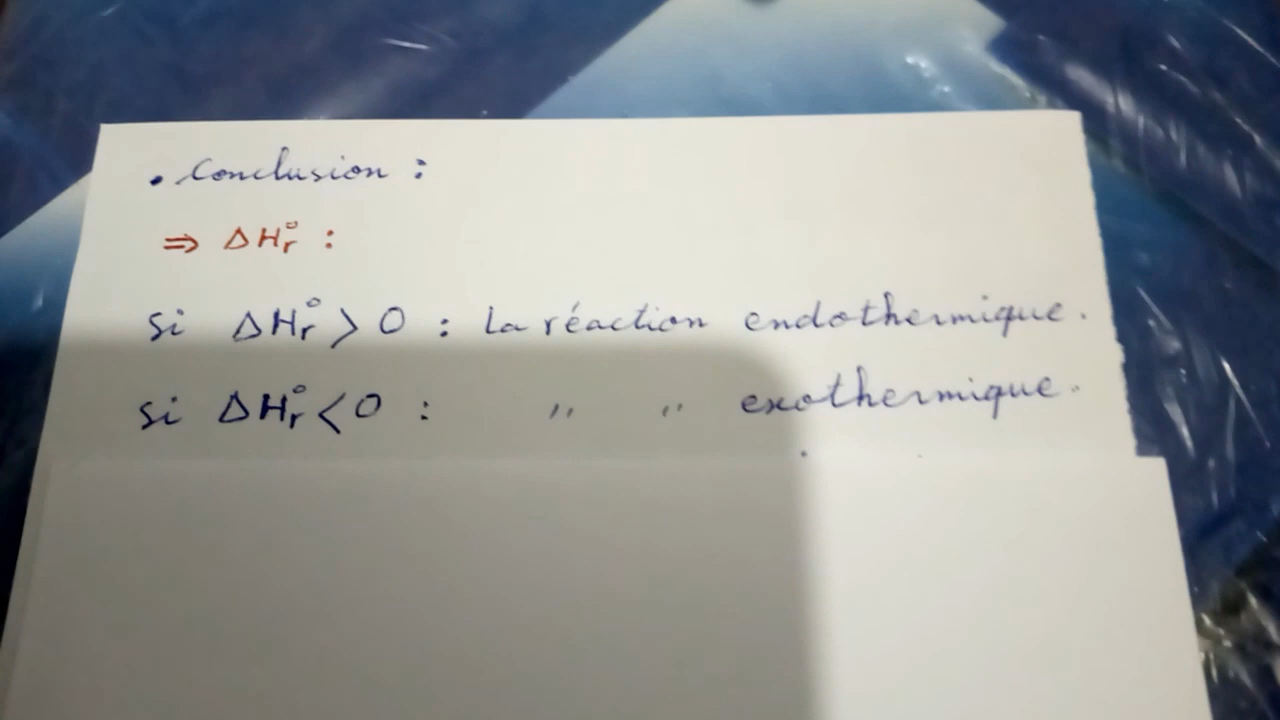 . Conclusion :
⇒ ΔH°r :
Si ΔH°r > 0 : La réaction endothermique.
Si ΔH°r < 0 : " " exothermique.